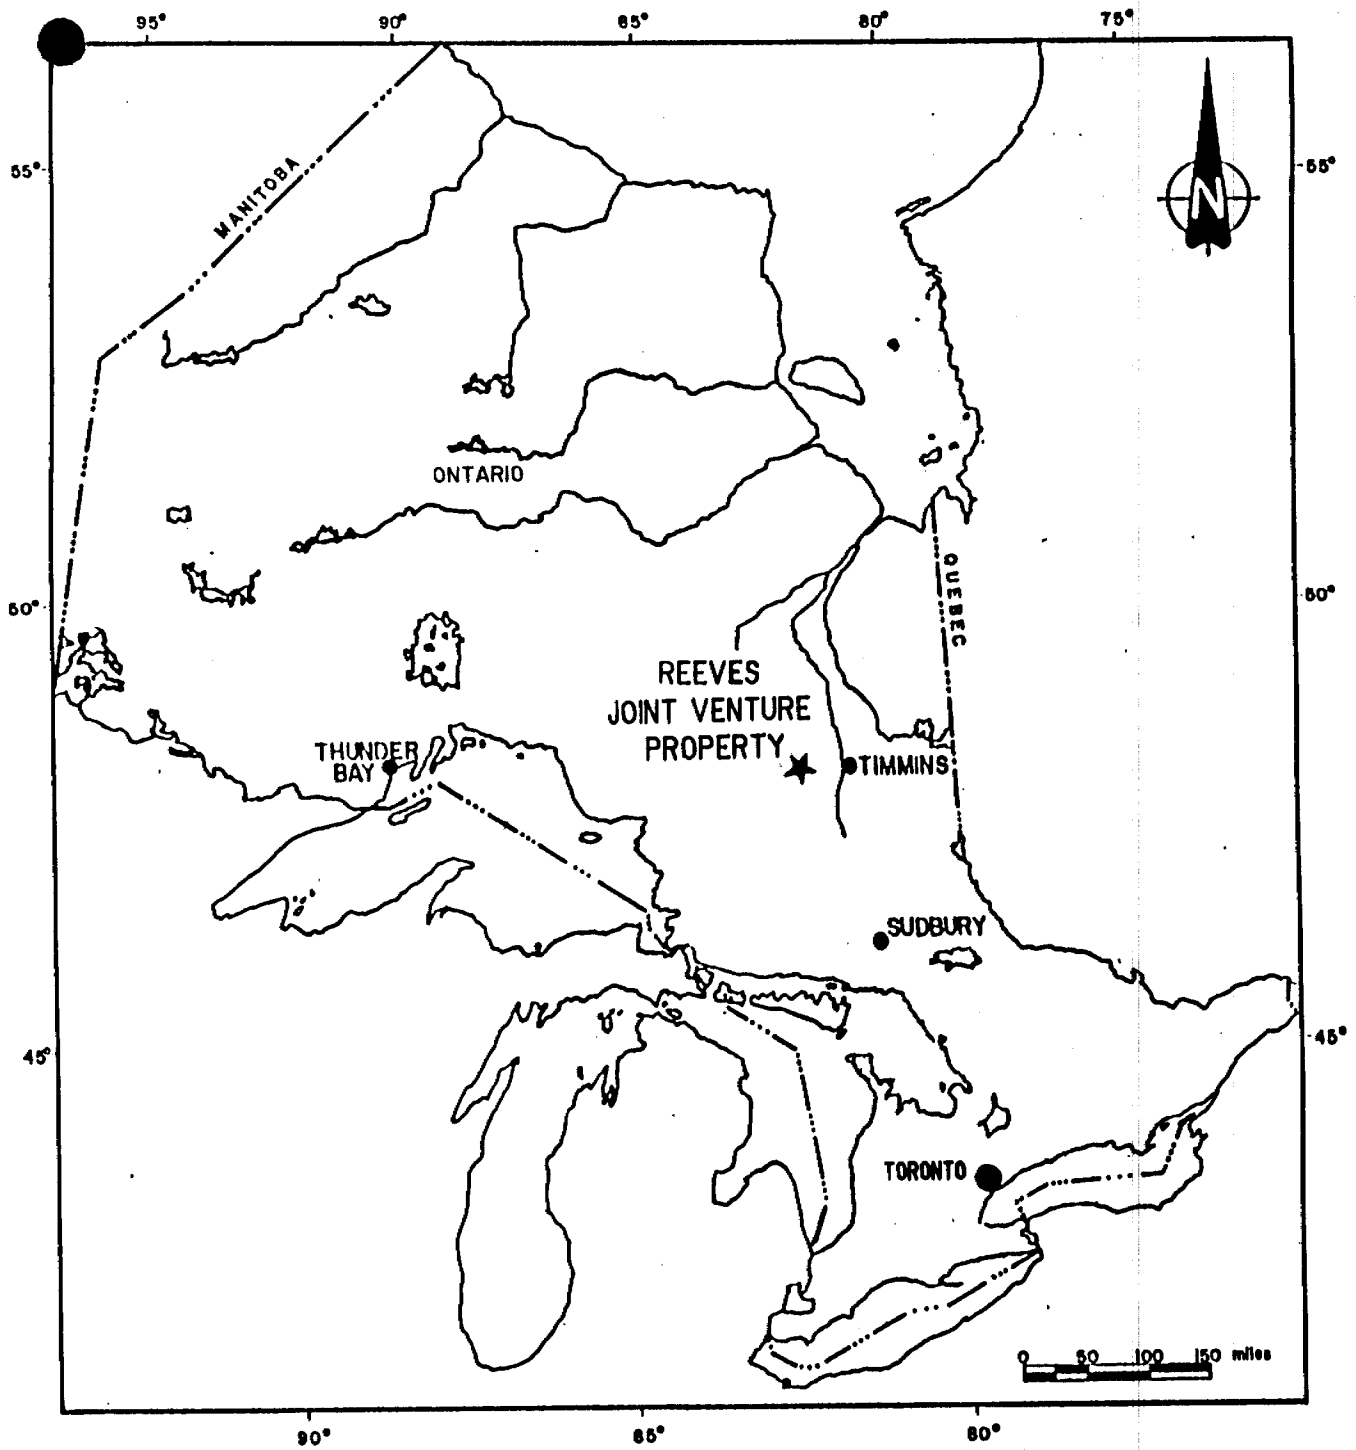 95° 90° 85° 80° 75°
55° 55°
N
MANITOBA
ONTARIO
QUEBEC
50° 50°
REEVES
JOINT VENTURE
PROPERTY
THUNDER
BAY
TIMMINS
SUDBURY
45° 45°
TORONTO
0 50 100 150 miles
90° 85° 80°